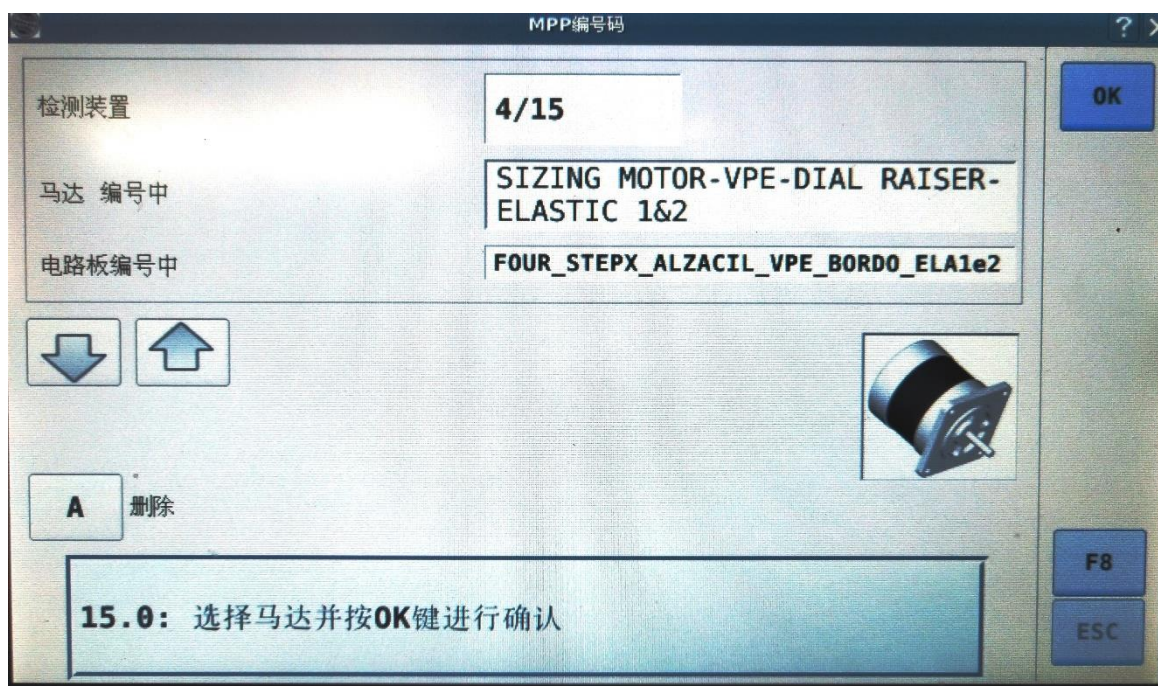 MPP编号码
? X
检测装置
4/15
OK
马达 编号中
SIZING MOTOR-VPE-DIAL RAISER-
ELASTIC 1&2
电路板编号中
FOUR_STEPX_ALZACIL_VPE_BORDO_ELA1e2
A 删除
F8
15.0: 选择马达并按OK键进行确认
ESC